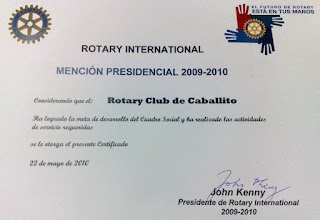 EL FUTURO DE ROTARY
ESTÁ EN TUS MANOS
ROTARY INTERNATIONAL
MENCIÓN PRESIDENCIAL 2009-2010
Considerando que el: Rotary Club de Caballito
Ha logrado la meta de desarrollo del Cuadro Social y ha realizado las actividades
de servicio requeridas
se le otorga el presente Certificado
22 de mayo de 2010
John Kenny
John Kenny
Presidente de Rotary International
2009-2010